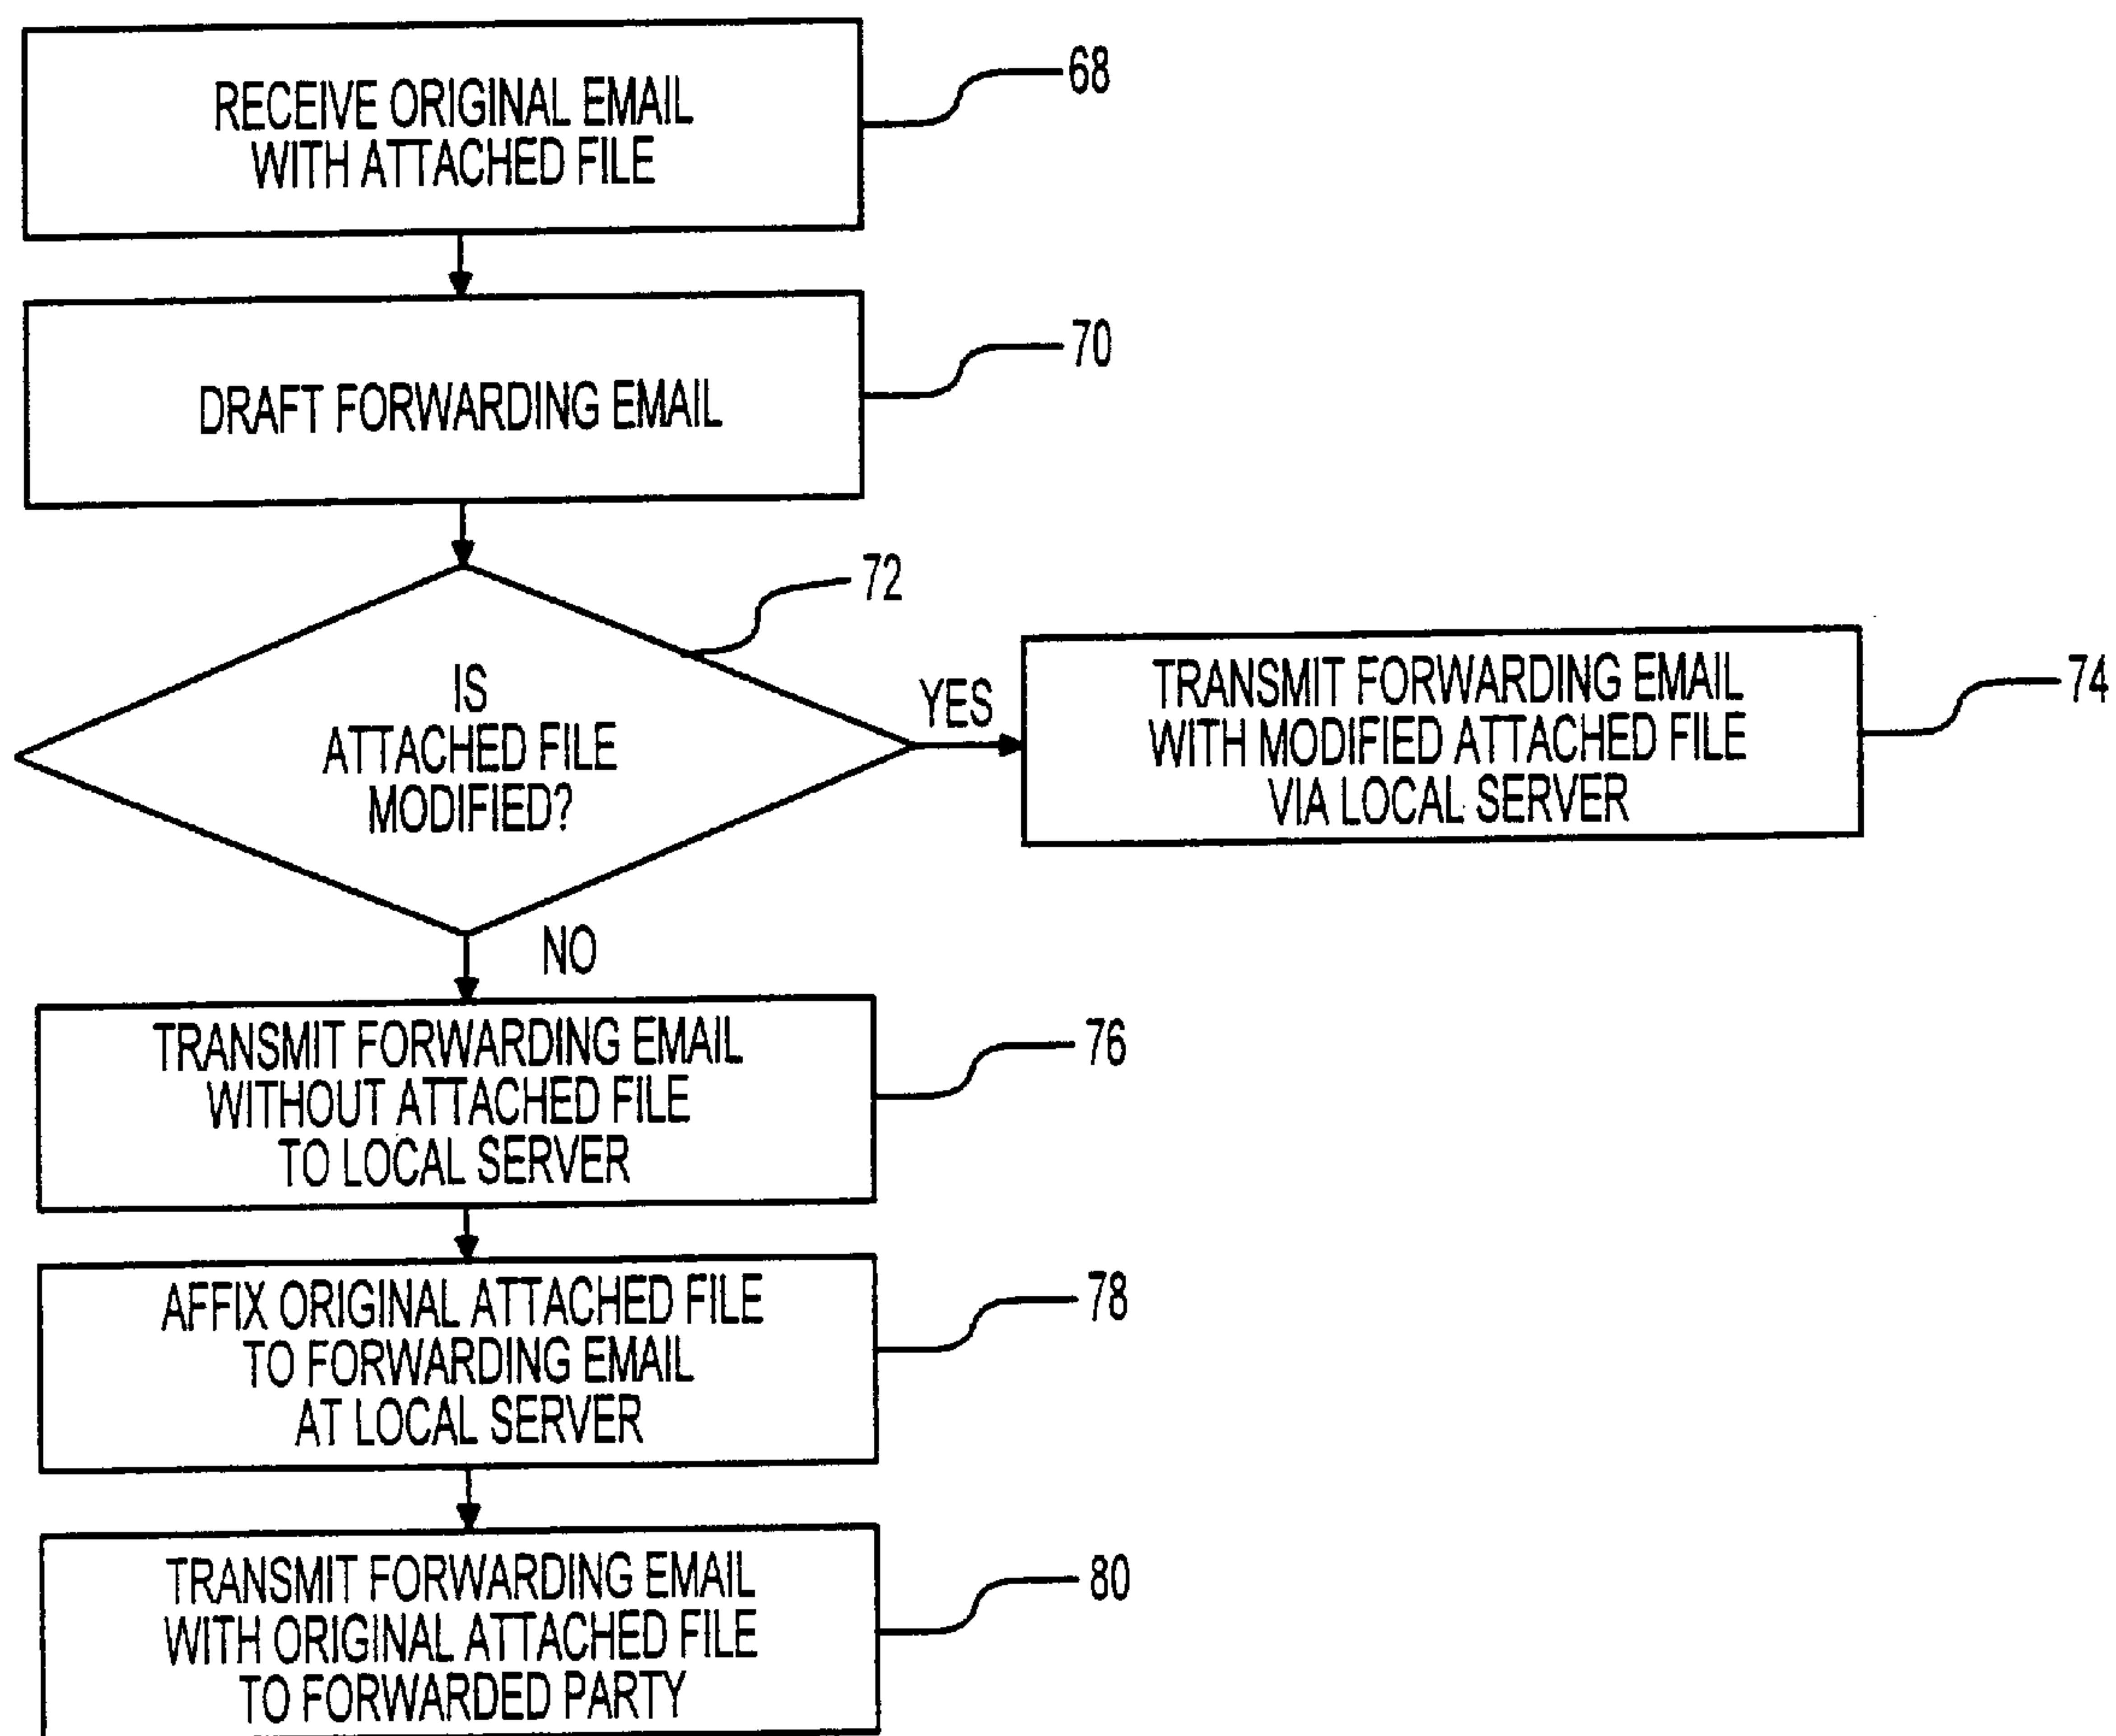 RECEIVE ORIGINAL EMAIL
WITH ATTACHED FILE
68
DRAFT FORWARDING EMAIL
70
72
IS
ATTACHED FILE
MODIFIED?
YES
TRANSMIT FORWARDING EMAIL
WITH MODIFIED ATTACHED FILE
VIA LOCAL SERVER
74
NO
TRANSMIT FORWARDING EMAIL
WITHOUT ATTACHED FILE
TO LOCAL SERVER
76
AFFIX ORIGINAL ATTACHED FILE
TO FORWARDING EMAIL
AT LOCAL SERVER
78
TRANSMIT FORWARDING EMAIL
WITH ORIGINAL ATTACHED FILE
TO FORWARDED PARTY
80